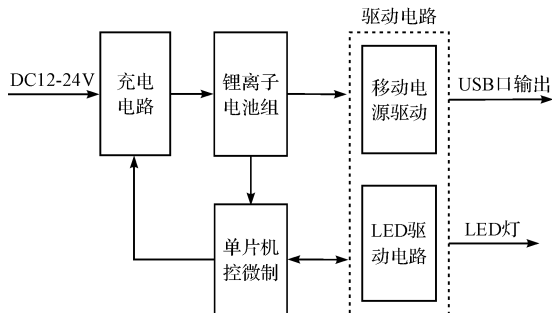 驱动电路
DC12-24V
充电
电路
锂离子
电池组
移动电
源驱动
USB口输出
单片机
控微制
LED驱
动电路
LED灯